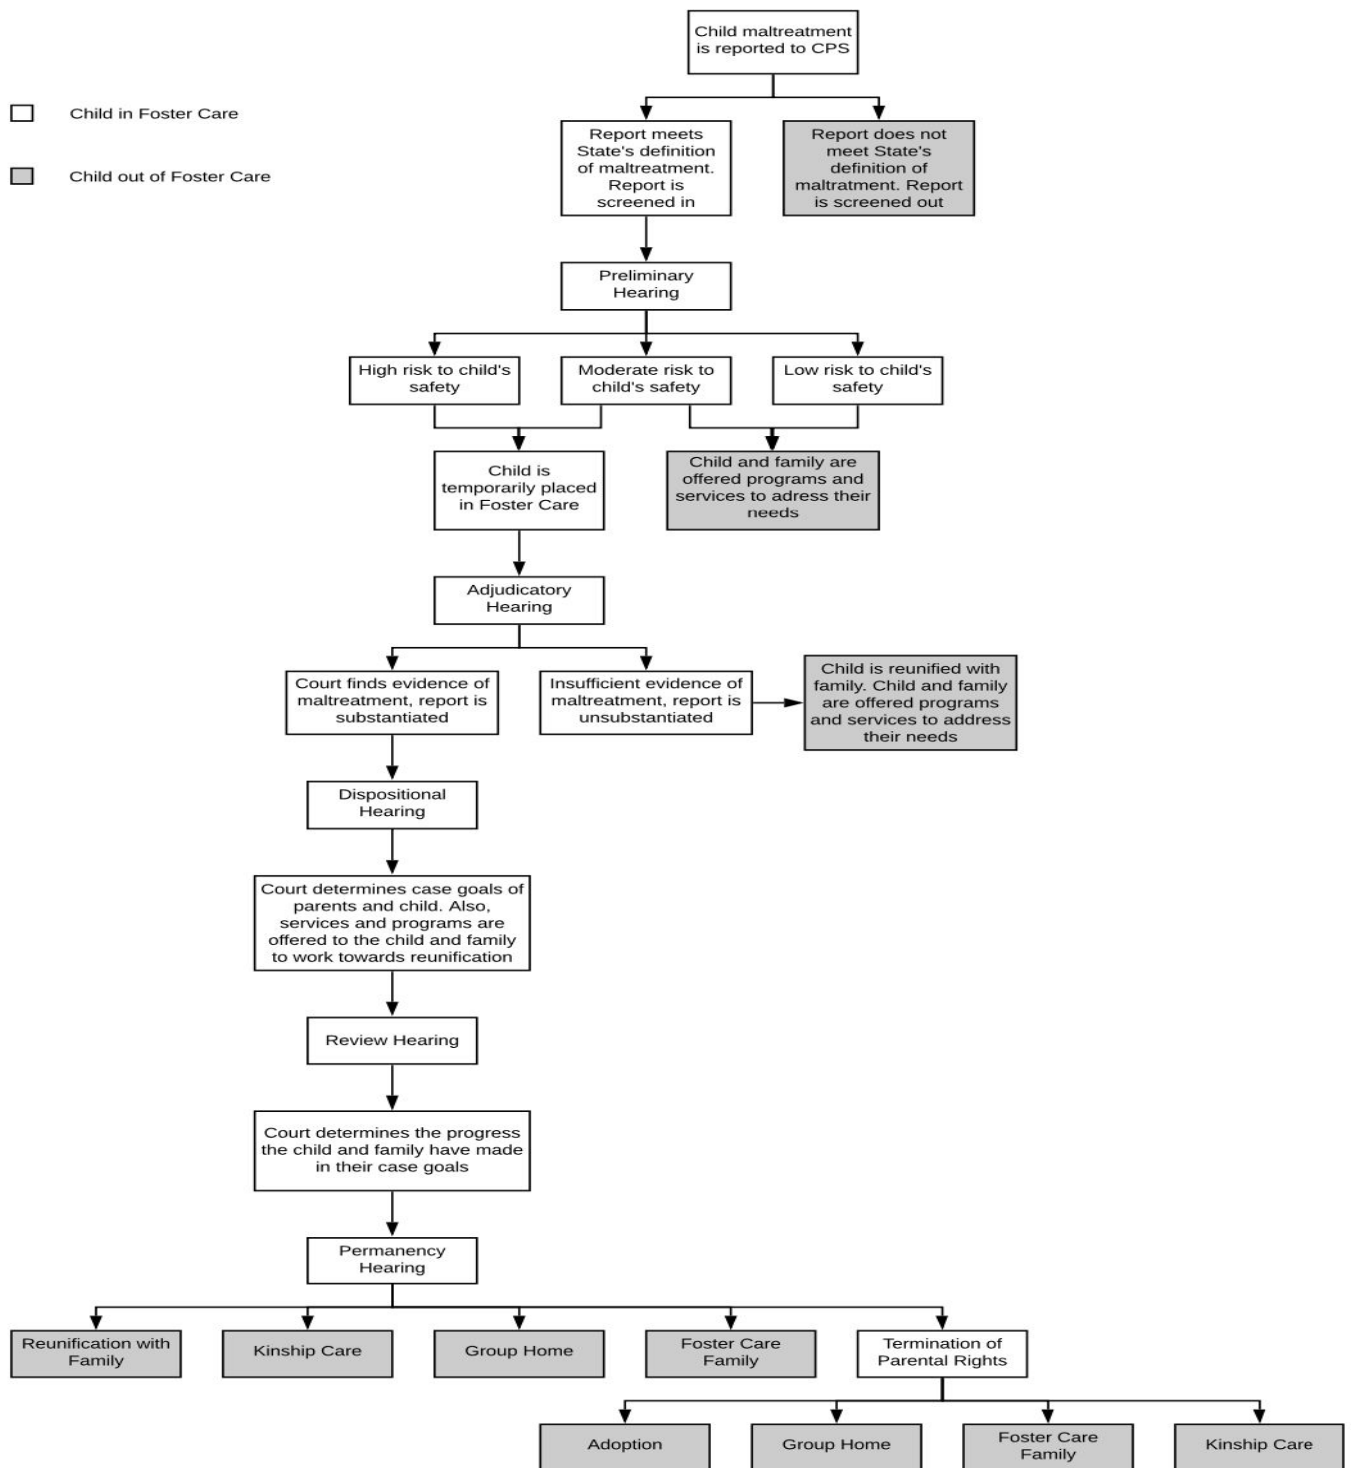 Child maltreatment
is reported to CPS
Child in Foster Care
Child out of Foster Care
Report meets
State's definition
of maltreatment.
Report is
screened in
Report does not
meet State's
definition of
maltratment. Report
is screened out
Preliminary
Hearing
High risk to child's
safety
Moderate risk to
child's safety
Low risk to child's
safety
Child is
temporarily placed
in Foster Care
Child and family are
offered programs and
services to adress their
needs
Adjudicatory
Hearing
Court finds evidence of
maltreatment, report is
substantiated
Insufficient evidence of
maltreatment, report is
unsubstantiated
Child is reunified with
family. Child and family
are offered programs
and services to address
their needs
Dispositional
Hearing
Court determines case goals of
parents and child. Also,
services and programs are
offered to the child and family
to work towards reunification
Review Hearing
Court determines the progress
the child and family have made
in their case goals
Permanency
Hearing
Reunification with
Family
Kinship Care
Group Home
Foster Care
Family
Termination of
Parental Rights
Adoption
Group Home
Foster Care
Family
Kinship Care